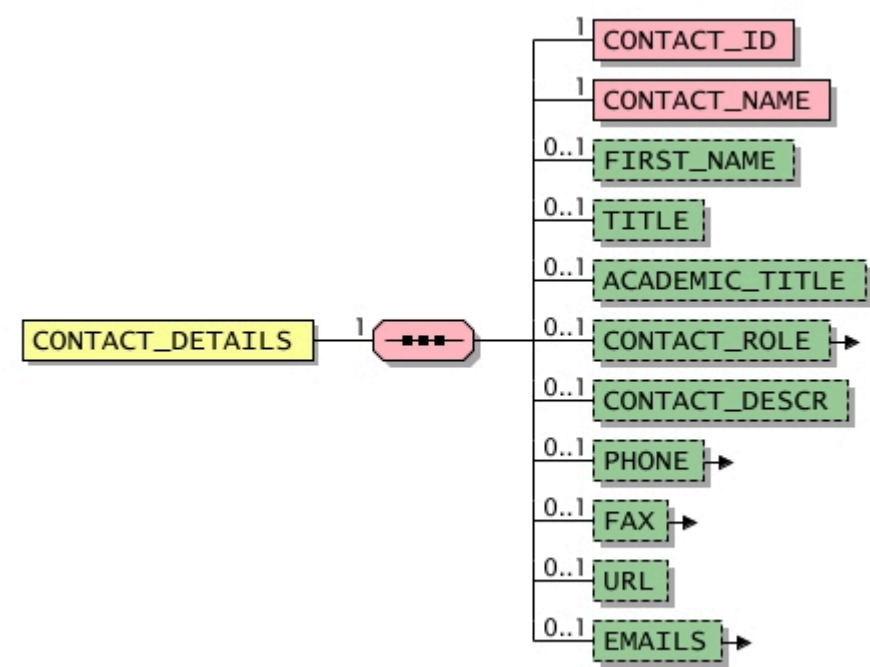 1 CONTACT_ID
1 CONTACT_NAME
0..1 FIRST_NAME
0..1 TITLE
0..1 ACADEMIC_TITLE
CONTACT_DETAILS 1 0..1 CONTACT_ROLE
0..1 CONTACT_DESCR
0..1 PHONE
0..1 FAX
0..1 URL
0..1 EMAILS